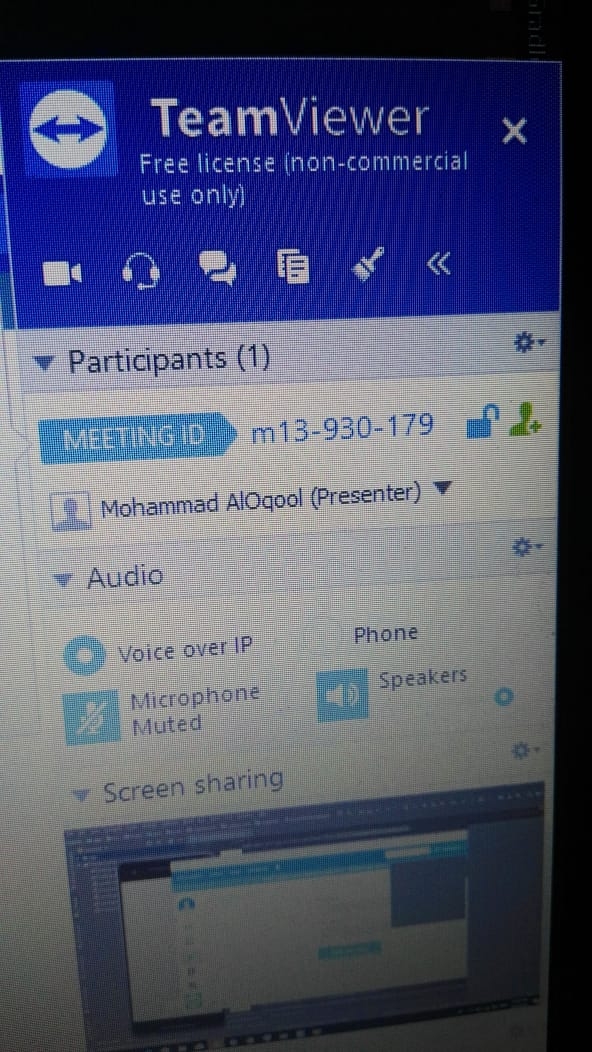 TeamViewer
Free license (non-commercial
use only)
Participants (1)
MEETING ID m13-930-179
Mohammad AlOqool (Presenter)
Audio
Voice over IP Phone
Microphone Speakers
Muted
Screen sharing